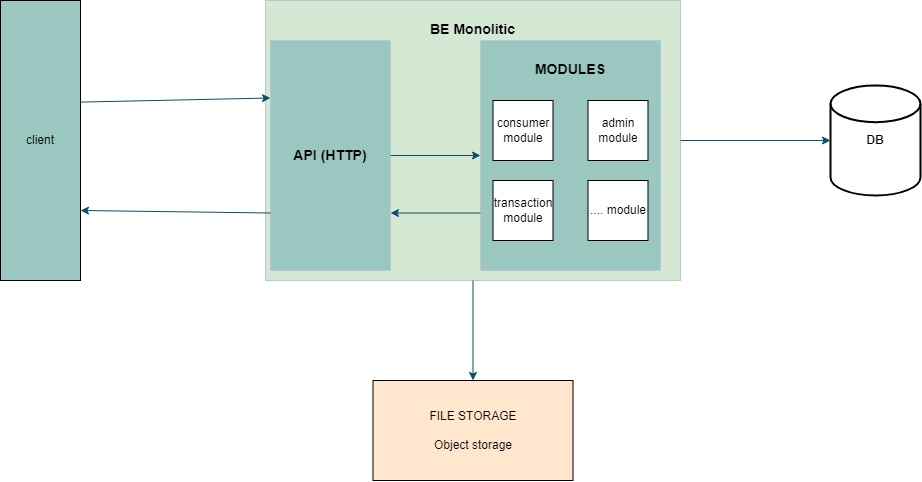 BE Monolitic
client
API (HTTP)
MODULES
consumer
module
admin
module
transaction
module
.... module
DB
FILE STORAGE
Object storage